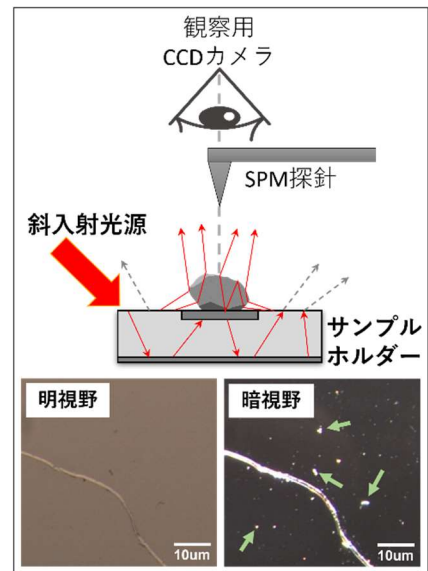 観察用
CCDカメラ
SPM探針
斜入射光源
サンプル
ホルダー
明視野
暗視野
10um
10um